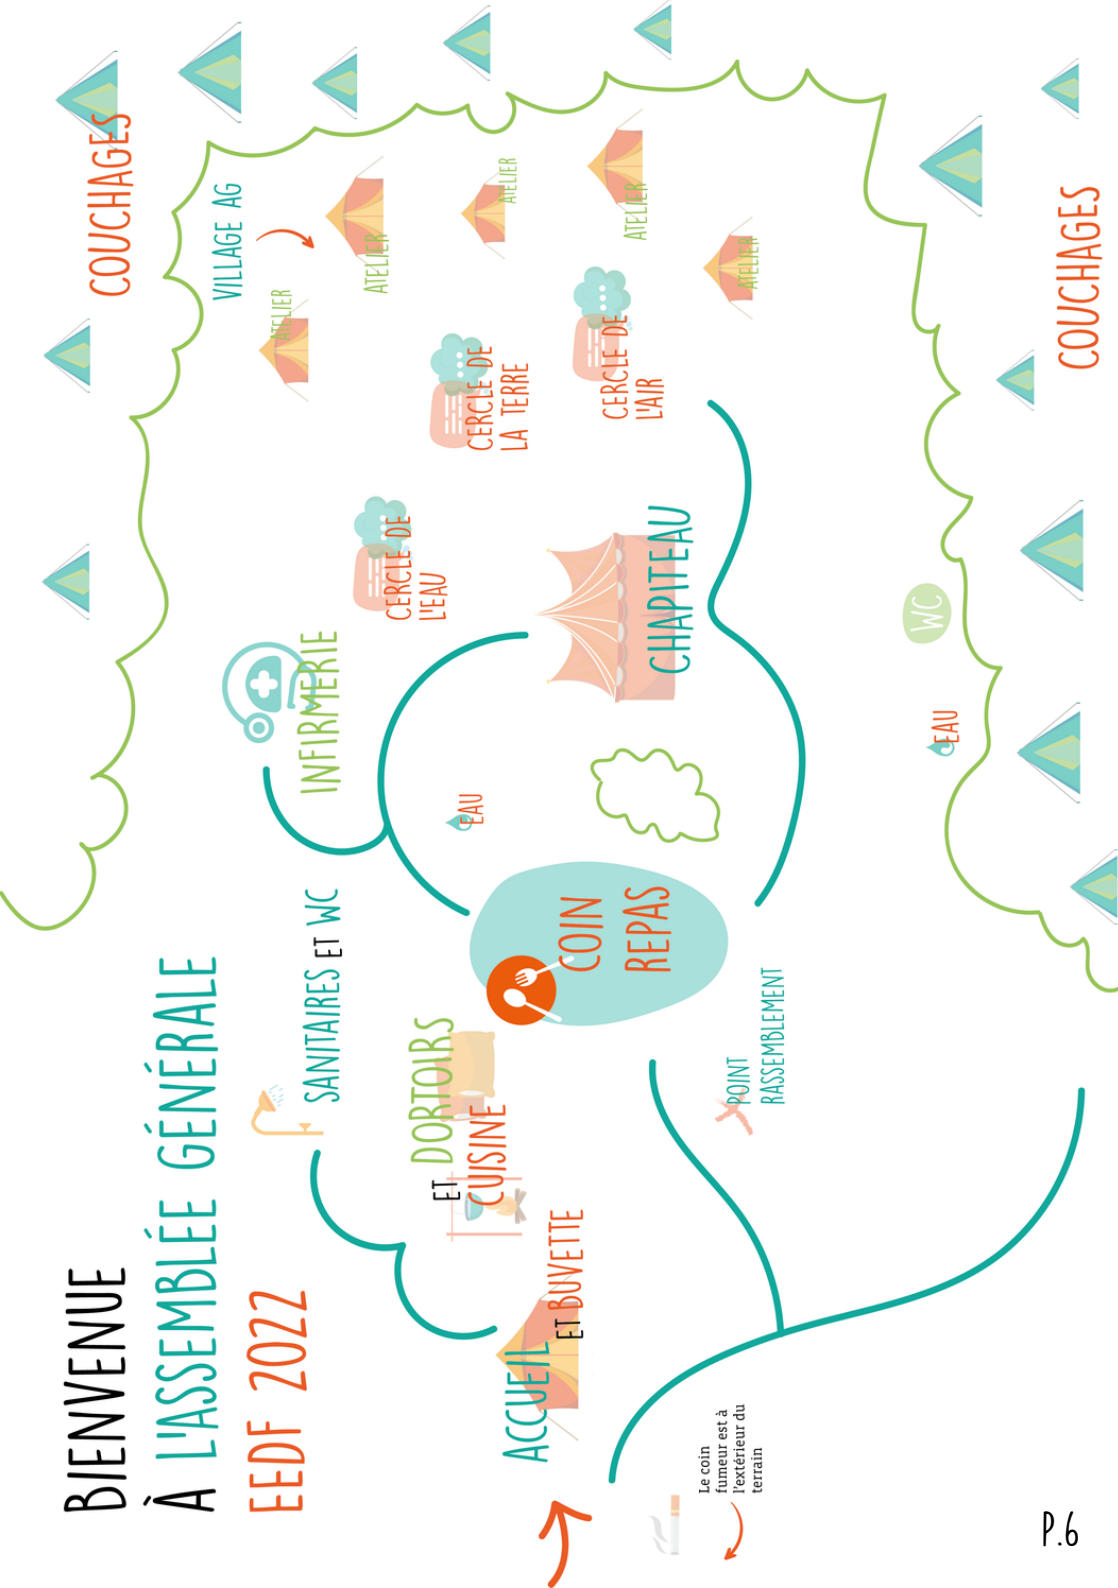 BIENVENUE
À L'ASSEMBLÉE GÉNÉRALE
EEDF 2022
COUCHAGES
VILLAGE AG
ATELIER
ATELIER
ATELIER
ATELIER
ATELIER
CERCLE DE
LA TERRE
CERCLE DE
L'AIR
CERCLE DE
L'EAU
INFIRMERIE
SANITAIRES ET WC
EAU
CHAPITEAU
COIN
REPAS
DORTOIRS
ET CUISINE
ACCUEIL
ET BUVETTE
POINT
RASSEMBLEMENT
Le coin
fumeur est à
l'extérieur du
terrain
WC
EAU
COUCHAGES
P.6